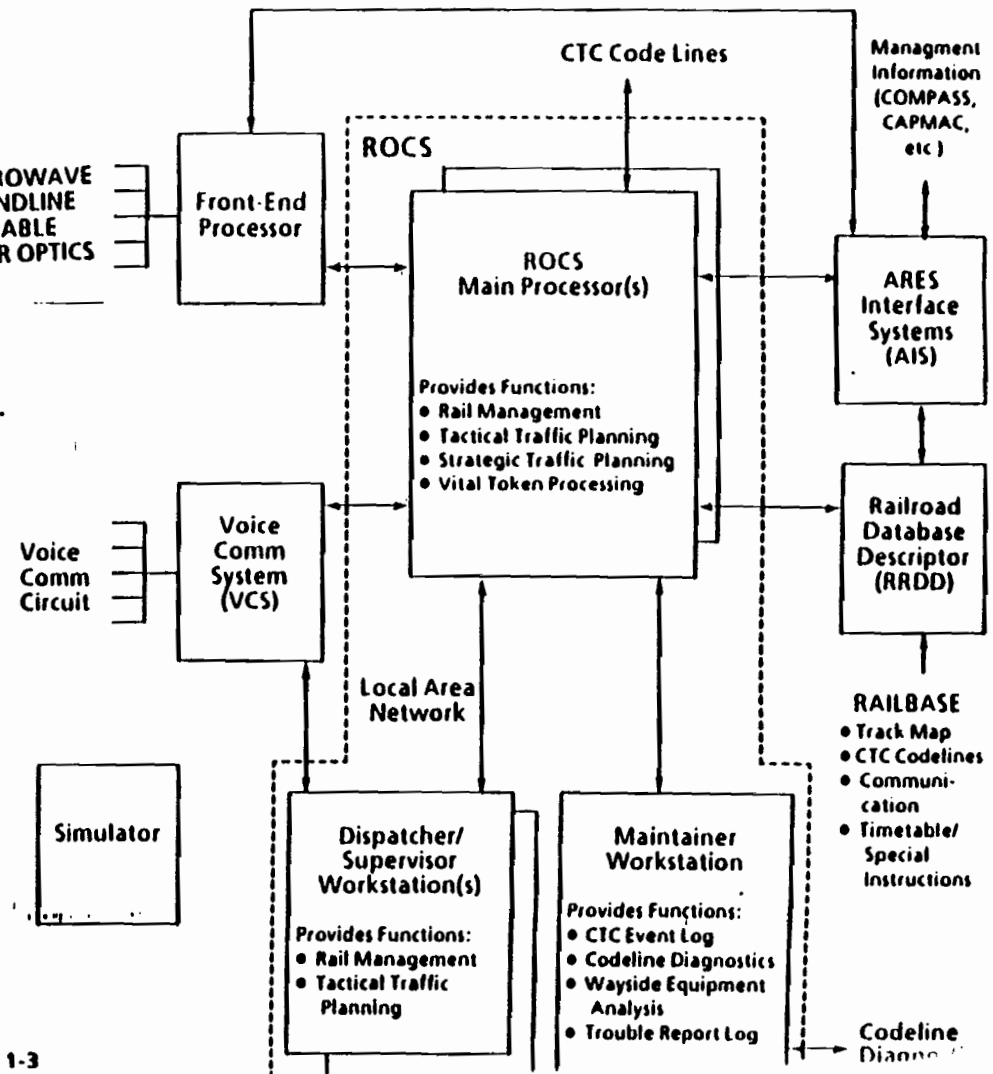 CTC Code Lines
Managment
Information
(COMPASS,
CAPMAC,
etc )
ROCS
ROWAVE
NDLINE
ABLE
R OPTICS
Front-End
Processor
ROCS
Main Processor(s)
Provides Functions:
● Rail Management
● Tactical Traffic Planning
● Strategic Traffic Planning
● Vital Token Processing
ARES
Interface
Systems
(AIS)
Voice
Comm
Circuit
Voice
Comm
System
(VCS)
Railroad
Database
Descriptor
(RRDD)
Local Area
Network
RAILBASE
● Track Map
● CTC Codelines
● Communi-
cation
● Timetable/
Special
Instructions
Simulator
Dispatcher/
Supervisor
Workstation(s)
Provides Functions:
● Rail Management
● Tactical Traffic
Planning
Maintainer
Workstation
Provides Functions:
● CTC Event Log
● Codeline Diagnostics
● Wayside Equipment
Analysis
● Trouble Report Log
Codeline
1-3